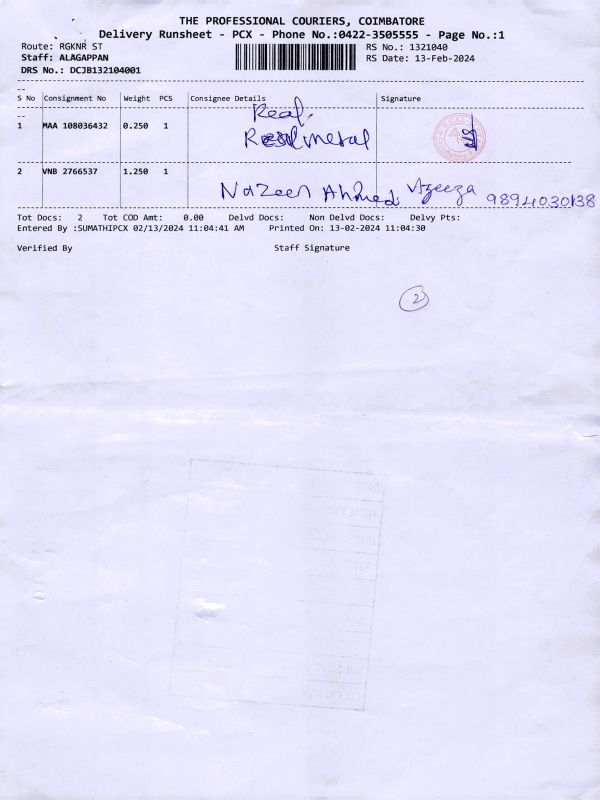 THE PROFESSIONAL COURIERS, COIMBATORE
Delivery Runsheet - PCX - Phone No.:0422-3505555 - Page No.:1
Route: RGKNR ST
RS No.: 1321040
Staff: ALAGAPPAN
RS Date: 13-Feb-2024
DRS No.: DCJB132104001
S No Consignment No Weight PCS Consignee Details Signature
Real.
1 MAA 108036432 0.250 1
Realmetal
2 VNB 2766537 1.250 1
Nazeer Ahmed Azeeza 9894030138
Tot Docs: 2 Tot COD Amt: 0.00 Delvd Docs: Non Delvd Docs: Delvy Pts:
Entered By :SUMATHIPCX 02/13/2024 11:04:41 AM Printed On: 13-02-2024 11:04:30
Verified By Staff Signature
2